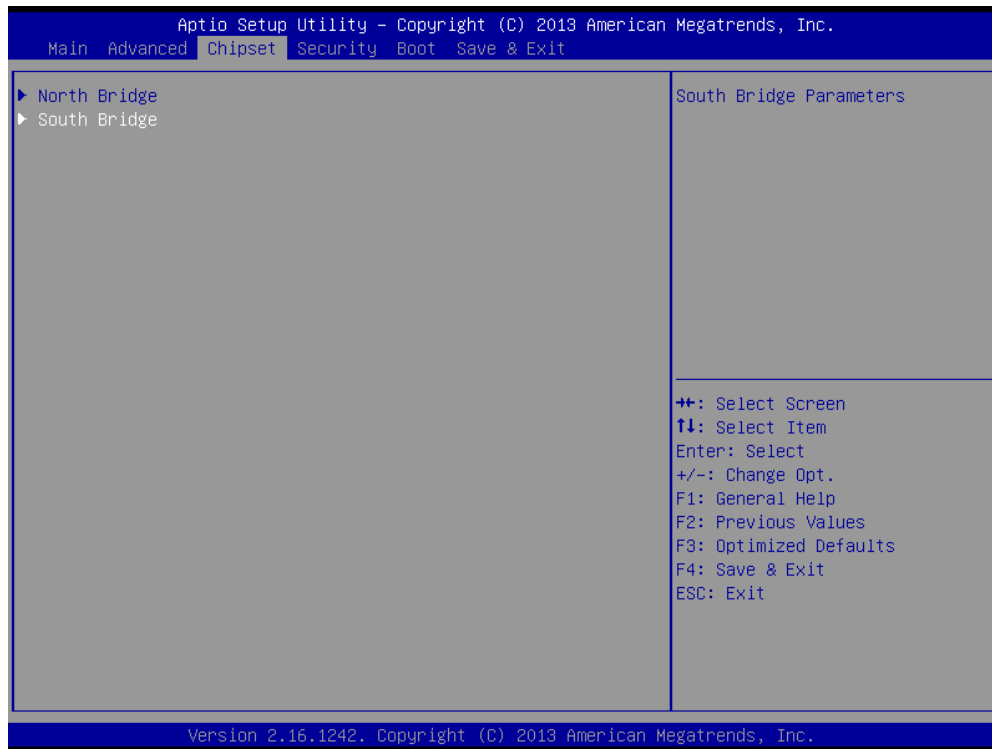 Aptio Setup Utility – Copyright (C) 2013 American Megatrends, Inc.
Main Advanced Chipset Security Boot Save & Exit
▶ North Bridge
▶ South Bridge
South Bridge Parameters
→←: Select Screen
↑↓: Select Item
Enter: Select
+/-: Change Opt.
F1: General Help
F2: Previous Values
F3: Optimized Defaults
F4: Save & Exit
ESC: Exit
Version 2.16.1242. Copyright (C) 2013 American Megatrends, Inc.